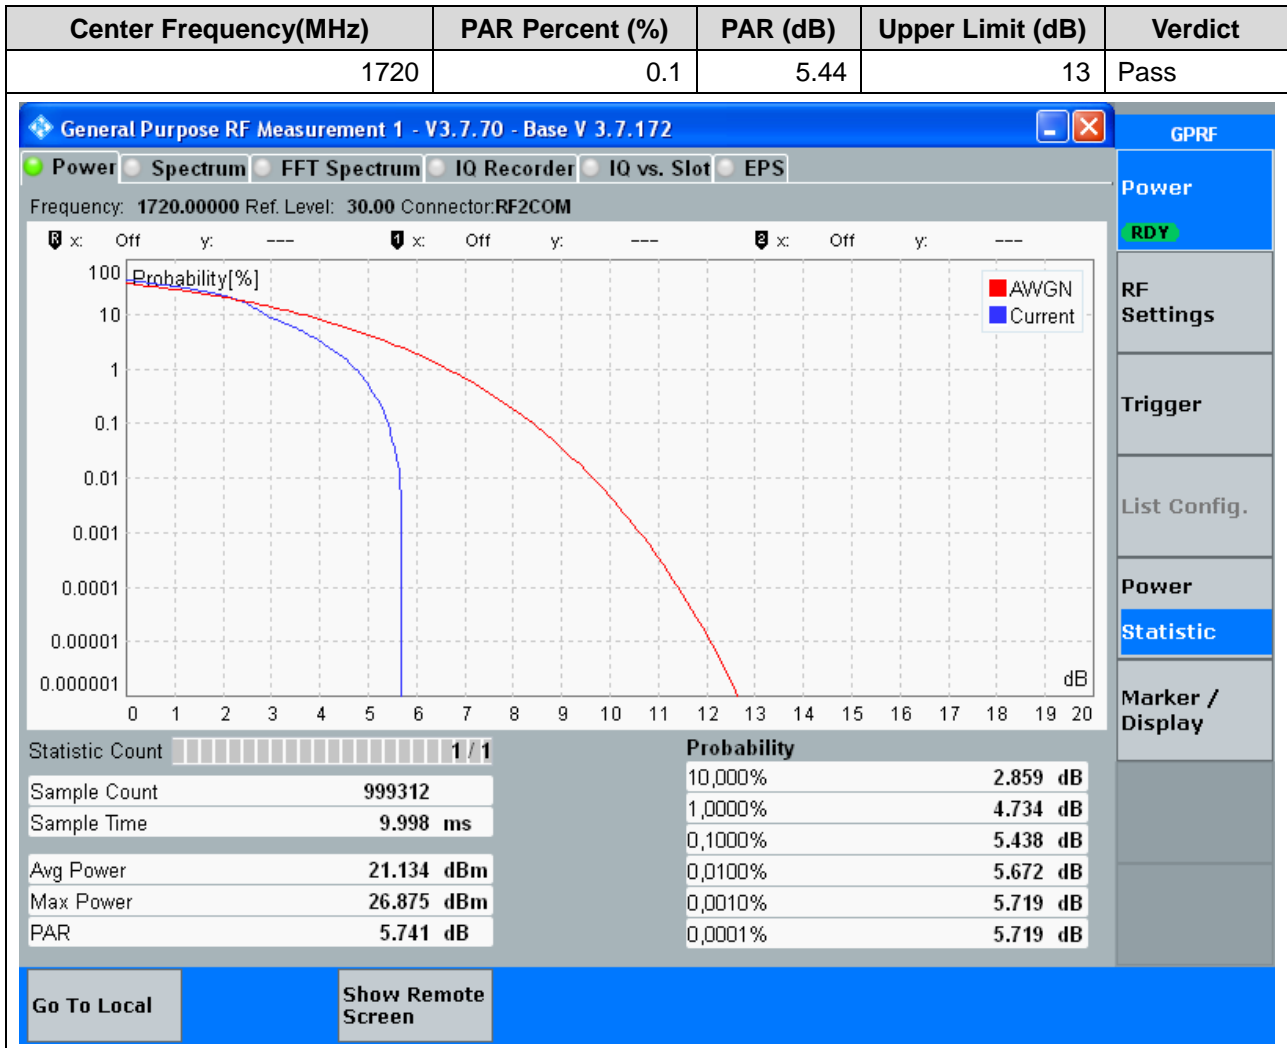 Center Frequency(MHz) PAR Percent (%) PAR (dB) Upper Limit (dB) Verdict
1720 0.1 5.44 13 Pass
General Purpose RF Measurement 1 - V3.7.70 - Base V 3.7.172
GPRF
Power Spectrum FFT Spectrum IQ Recorder IQ vs. Slot EPS
Frequency: 1720.00000 Ref. Level: 30.00 Connector:RF2COM
R x: Off y: --- 1 x: Off y: --- 2 x: Off y: ---
Probability[%]
AWGN
Current
100
10
1
0.1
0.01
0.001
0.0001
0.00001
0.000001
dB
0 1 2 3 4 5 6 7 8 9 10 11 12 13 14 15 16 17 18 19 20
Statistic Count 1 / 1
Sample Count 999312
Sample Time 9.998 ms
Avg Power 21.134 dBm
Max Power 26.875 dBm
PAR 5.741 dB
Probability
10,000% 2.859 dB
1,0000% 4.734 dB
0,1000% 5.438 dB
0,0100% 5.672 dB
0,0010% 5.719 dB
0,0001% 5.719 dB
Power
RDY
RF
Settings
Trigger
List Config.
Power
Statistic
Marker /
Display
Go To Local
Show Remote
Screen